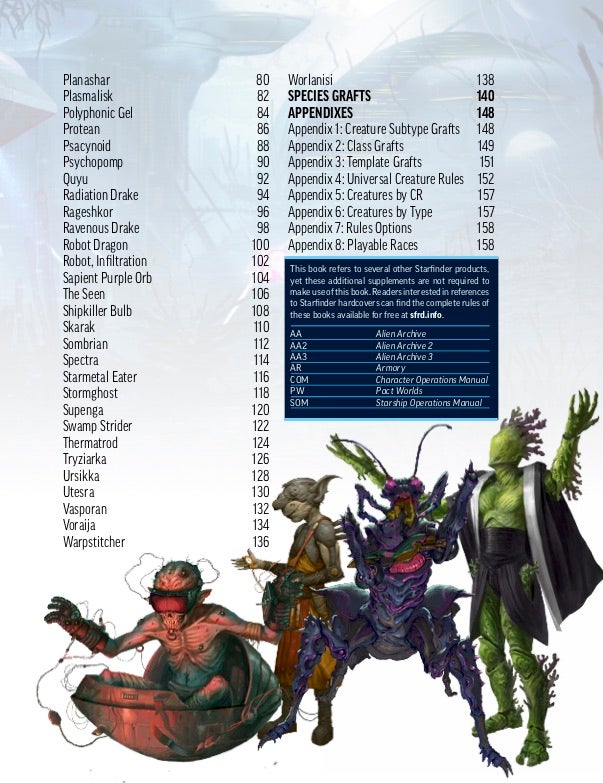 Planashar 80
Plasmalisk 82
Polyphonic Gel 84
Protean 86
Psacynoid 88
Psychopomp 90
Quyu 92
Radiation Drake 94
Rageshkor 96
Ravenous Drake 98
Robot Dragon 100
Robot, Infiltration 102
Sapient Purple Orb 104
The Seen 106
Shipkiller Bulb 108
Skarak 110
Sombrian 112
Spectra 114
Starmetal Eater 116
Stormghost 118
Supenga 120
Swamp Strider 122
Thermatrod 124
Tryziarka 126
Ursikka 128
Utesra 130
Vasporan 132
Voraija 134
Warpstitcher 136
Worlanisi 138
SPECIES GRAFTS 140
APPENDIXES 148
Appendix 1: Creature Subtype Grafts 148
Appendix 2: Class Grafts 149
Appendix 3: Template Grafts 151
Appendix 4: Universal Creature Rules 152
Appendix 5: Creatures by CR 157
Appendix 6: Creatures by Type 157
Appendix 7: Rules Options 158
Appendix 8: Playable Races 158
This book refers to several other Starfinder products,
yet these additional supplements are not required to
make use of this book. Readers interested in references
to Starfinder hardcovers can find the complete rules of
these books available for free at sfrd.info.
AA Alien Archive
AA2 Alien Archive 2
AA3 Alien Archive 3
AR Armory
COM Character Operations Manual
PW Pact Worlds
SOM Starship Operations Manual